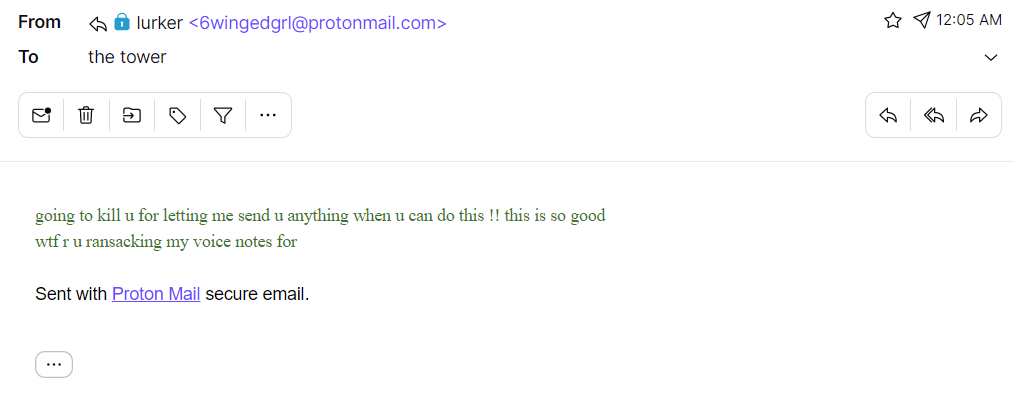 From lurker <6wingedgrl@protonmail.com> 12:05 AM
To the tower
going to kill u for letting me send u anything when u can do this !! this is so good
wtf r u ransacking my voice notes for
Sent with Proton Mail secure email.